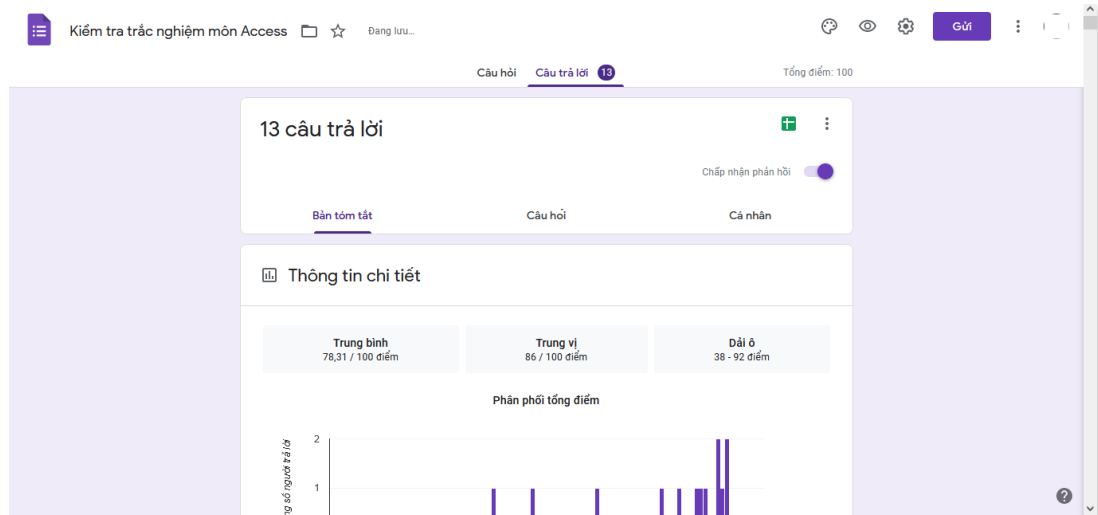 Kiểm tra trắc nghiệm môn Access
Đang lưu...
Gửi
Câu hỏi
Câu trả lời 13
Tổng điểm: 100
13 câu trả lời
Chấp nhận phản hồi
Bản tóm tắt
Câu hỏi
Cá nhân
Thông tin chi tiết
Trung bình
78,31 / 100 điểm
Trung vị
86 / 100 điểm
Dải ô
38 - 92 điểm
Phân phối tổng điểm
2
1
số người trả lời